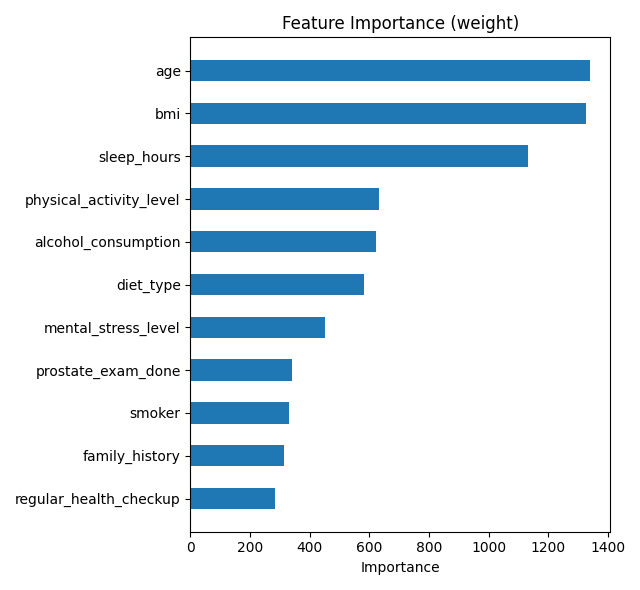 Feature Importance (weight)
age
bmi
sleep_hours
physical_activity_level
alcohol_consumption
diet_type
mental_stress_level
prostate_exam_done
smoker
family_history
regular_health_checkup
0 200 400 600 800 1000 1200 1400
Importance